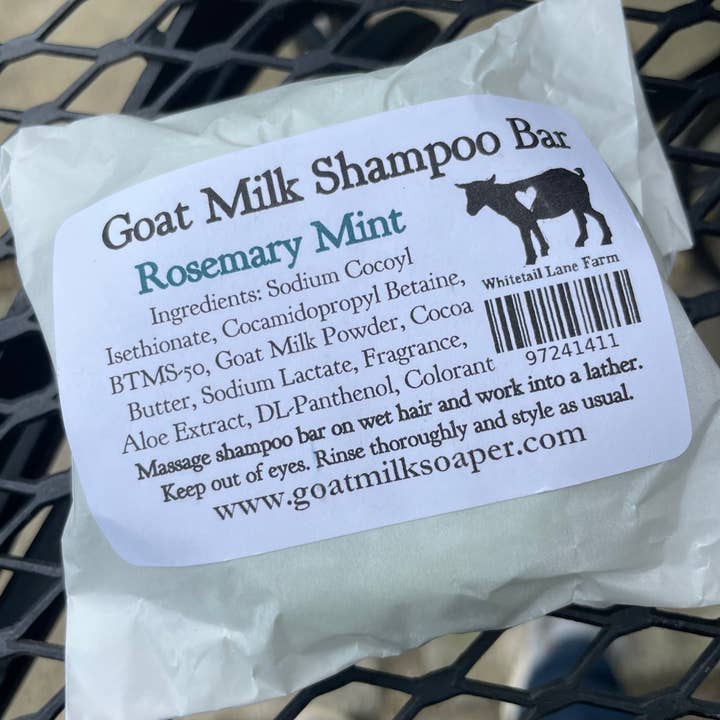 Goat Milk Shampoo Bar
Rosemary Mint
Ingredients: Sodium Cocoyl
Isethionate, Cocamidopropyl Betaine,
BTMS-50, Goat Milk Powder, Cocoa
Butter, Sodium Lactate, Fragrance,
Aloe Extract, DL-Panthenol, Colorant
Whitetail Lane Farm
97241411
Massage shampoo bar on wet hair and work into a lather.
Keep out of eyes. Rinse thoroughly and style as usual.
www.goatmilksoaper.com